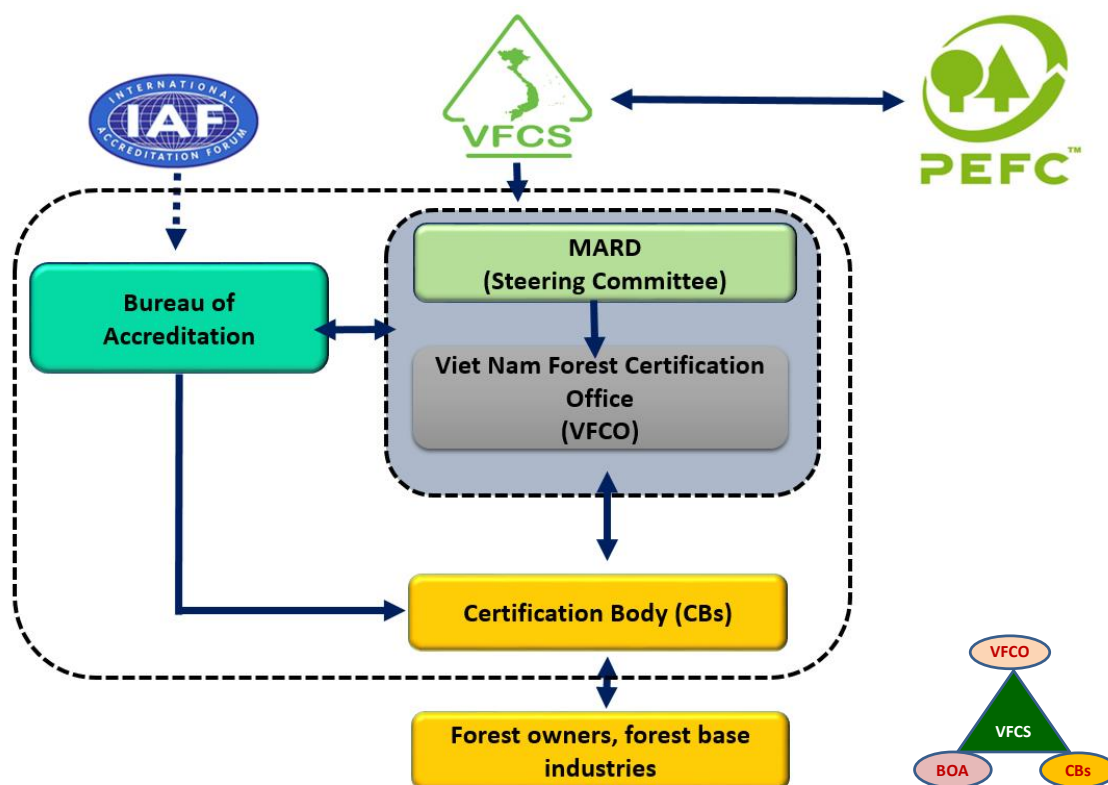 INTERNATIONAL
IAF
ACCREDITATION FORUM
VFCS
PEFC™
MARD
(Steering Committee)
Bureau of
Accreditation
Viet Nam Forest Certification
Office
(VFCO)
Certification Body (CBs)
Forest owners, forest base
industries
VFCO
VFCS
BOA
CBs